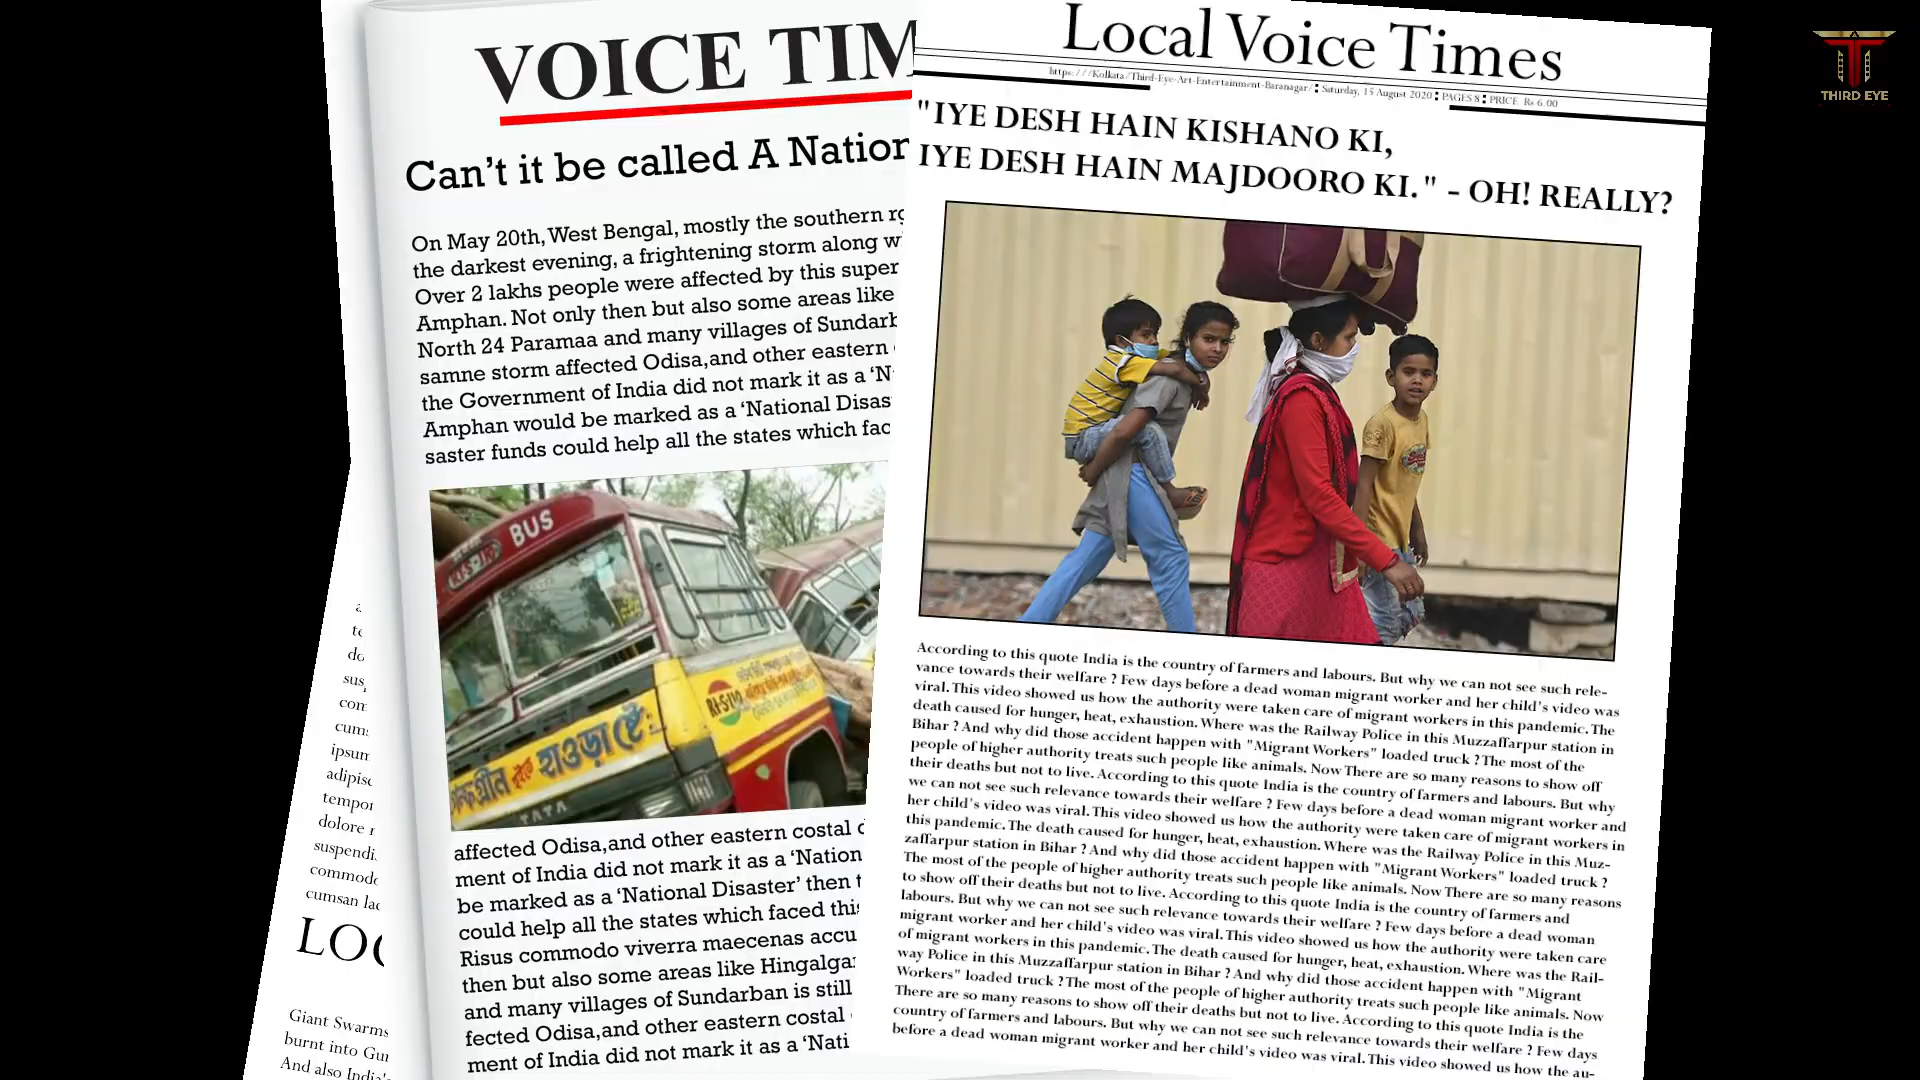 VOICE TIM
Can't it be called A Nation
On May 20th, West Bengal, mostly the southern
the darkest evening, a frightening storm along
Over 2 lakhs people were affected by this super
Amphan. Not only then but also some areas like
North 24 Paramaa and many villages of
samne storm affected Odisa,and other eastern
the Government of India did not mark it as a 'N
Amphan would be marked as a 'National Disas
saster funds could help all the states which
BUS
RI-S-110
হাওড়া
TATA
affected Odisa,and other eastern costal
ment of India did not mark it as a 'Nation
be marked as a 'National Disaster' then
could help all the states which faced
Risus commodo viverra maecenas accu
then but also some areas like
and many villages of Sundarban is still
fected Odisa,and other eastern costal
ment of India did not mark it as a 'Nati
Local Voice Times
https:///Kolkata/Third-Eye-Art-Entertainment-Baranagar/ Saturday, 15 August 2020 PAGES 8 PRICE Rs 6.00
"IYE DESH HAIN KISHANO KI,
IYE DESH HAIN MAJDOORO KI." - OH! REALLY?
According to this quote India is the country of farmers and labours. But why we can not see such rele-
vance towards their welfare ? Few days before a dead woman migrant worker and her child's video was
viral. This video showed us how the authority were taken care of migrant workers in this pandemic. The
death caused for hunger, heat, exhaustion. Where was the Railway Police in this Muzzaffarpur station in
Bihar ? And why did those accident happen with "Migrant Workers" loaded truck ? The most of the
people of higher authority treats such people like animals. Now There are so many reasons to show off
their deaths but not to live. According to this quote India is the country of farmers and labours. But why
we can not see such relevance towards their welfare ? Few days before a dead woman migrant worker and
her child's video was viral. This video showed us how the authority were taken care of migrant workers in
this pandemic. The death caused for hunger, heat, exhaustion. Where was the Railway Police in this Muz-
zaffarpur station in Bihar ? And why did those accident happen with "Migrant Workers" loaded truck ?
The most of the people of higher authority treats such people like animals. Now There are so many reasons
to show off their deaths but not to live. According to this quote India is the country of farmers and
labours. But why we can not see such relevance towards their welfare ? Few days before a dead woman
migrant worker and her child's video was viral. This video showed us how the authority were taken care
of migrant workers in this pandemic. The death caused for hunger, heat, exhaustion. Where was the Rail-
way Police in this Muzzaffarpur station in Bihar ? And why did those accident happen with "Migrant
Workers" loaded truck ? The most of the people of higher authority treats such people like animals. Now
There are so many reasons to show off their deaths but not to live. According to this quote India is the
country of farmers and labours. But why we can not see such relevance towards their welfare ? Few days
before a dead woman migrant worker and her child's video was viral. This video showed us how the au-
com
ipsum
dolore
commodo
cumsan
LOC
Giant Swarms
burnt into
And also India's
THIRD EYE